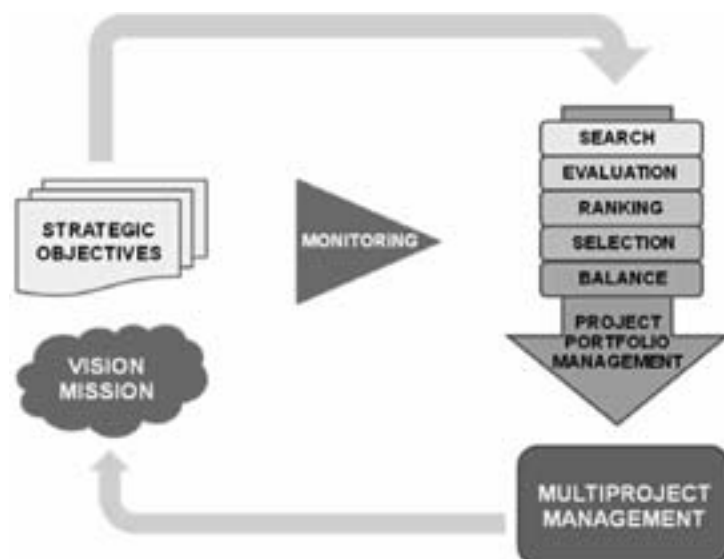 STRATEGIC
OBJECTIVES
VISION
MISSION
MONITORING
SEARCH
EVALUATION
RANKING
SELECTION
BALANCE
PROJECT
PORTFOLIO
MANAGEMENT
MULTIPROJECT
MANAGEMENT